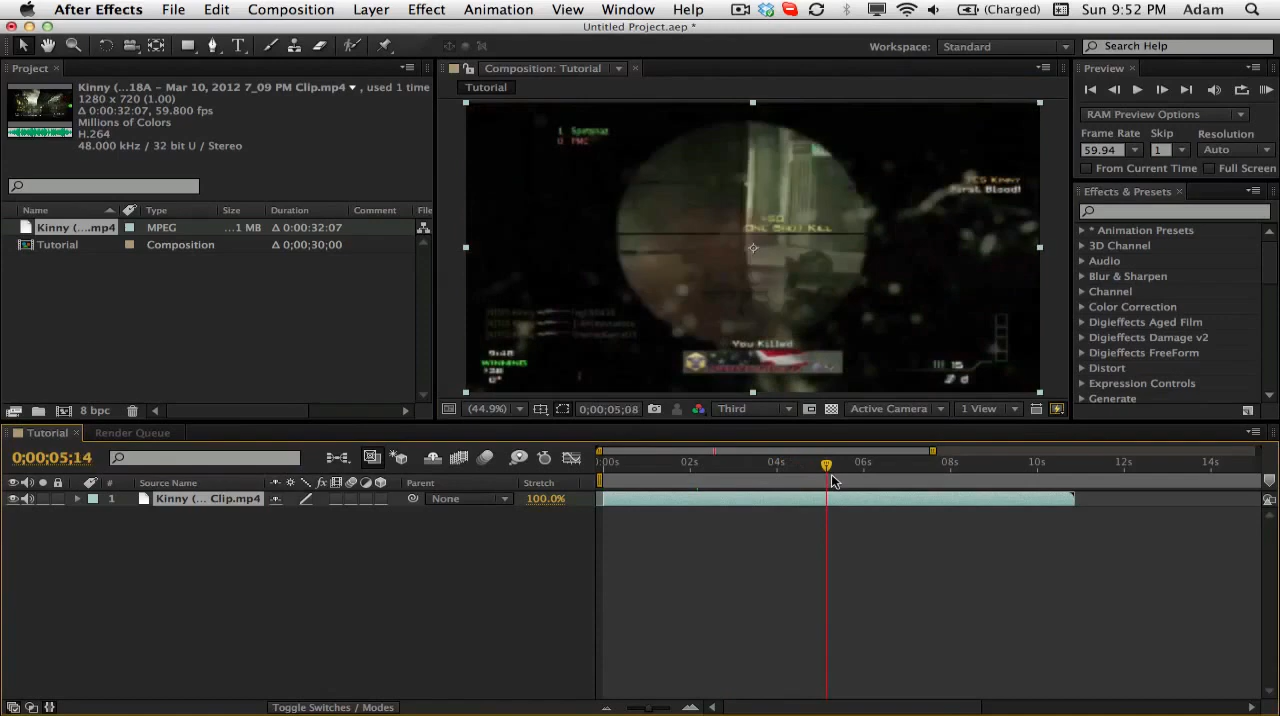 After Effects File Edit Composition Layer Effect Animation View Window Help (Charged) Sun 9:52 PM Adam
Untitled Project.aep *
Workspace: Standard Search Help
Project
Kinny (...18A – Mar 10, 2012 7_09 PM Clip.mp4 , used 1 time
1280 x 720 (1.00)
Δ 0:00:32:07, 59.800 fps
Millions of Colors
H.264
48.000 kHz / 32 bit U / Stereo
Name Type Size Duration Comment File
Kinny (....mp4 MPEG ...1 MB Δ 0:00:32:07
Tutorial Composition Δ 0;00;30;00
8 bpc
Composition: Tutorial
Tutorial
First Blood!
ONE SHOT KILL
You Killed
WINNING
15
(44.9%) 0;00;05;08 Third Active Camera 1 View
Preview
RAM Preview Options
Frame Rate Skip Resolution
59.94 1 Auto
From Current Time Full Screen
Effects & Presets
* Animation Presets
3D Channel
Audio
Blur & Sharpen
Channel
Color Correction
Digieffects Aged Film
Digieffects Damage v2
Digieffects FreeForm
Distort
Expression Controls
Generate
Tutorial Render Queue
0;00;05;14
:00s 02s 04s 06s 08s 10s 12s 14s
# Source Name Parent Stretch
1 Kinny (... Clip.mp4 None 100.0%
Toggle Switches / Modes